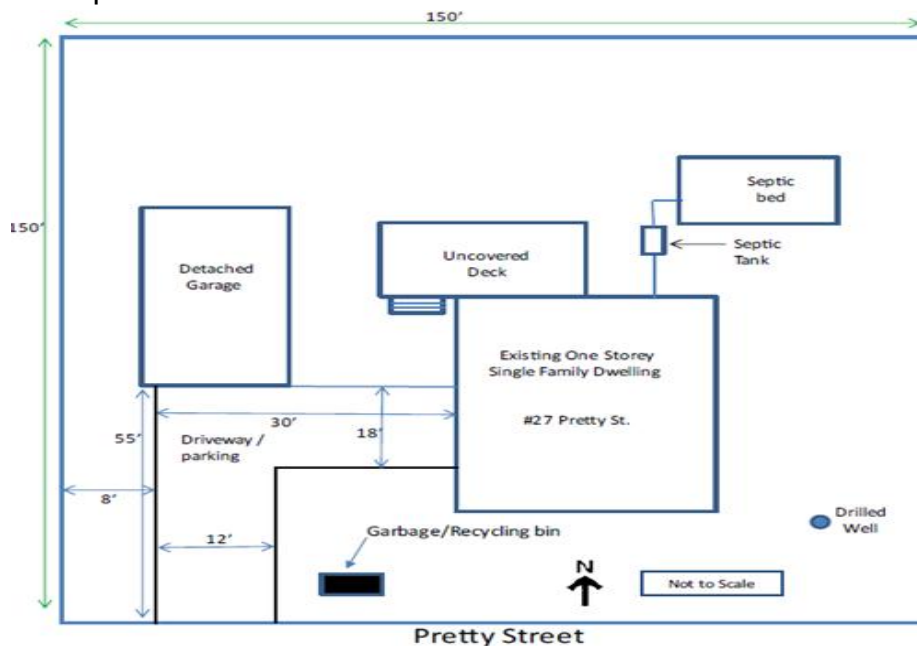 150’
150’
Septic
bed
Septic
Tank
Detached
Garage
Uncovered
Deck
Existing One Storey
Single Family Dwelling
#27 Pretty St.
30’
18’
55’
Driveway /
parking
8’
12’
Garbage/Recycling bin
Drilled
Well
N
Not to Scale
Pretty Street